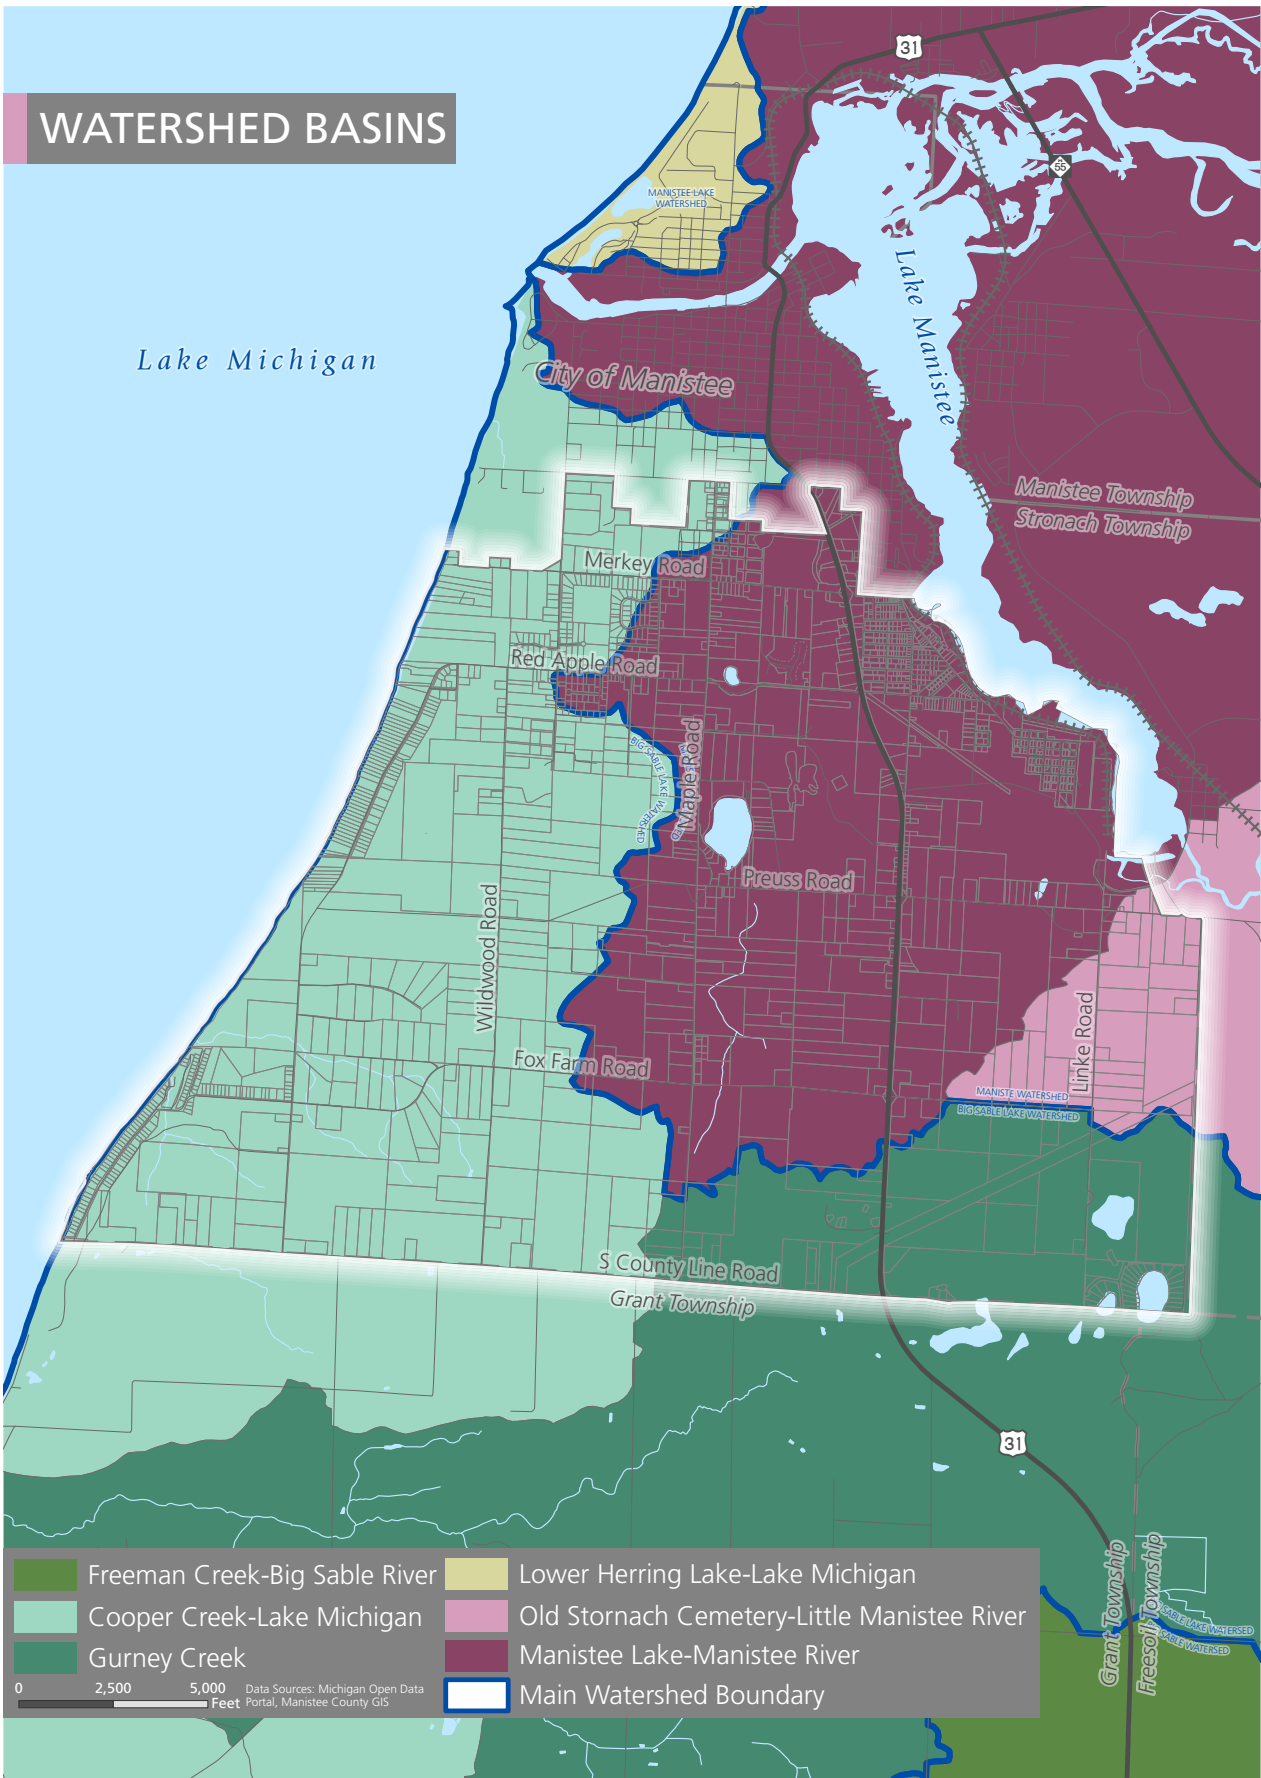 WATERSHED BASINS
31
55
MANISTEE LAKE
WATERSHED
Lake Manistee
Lake Michigan
City of Manistee
Manistee Township
Stronach Township
Merkey Road
Red Apple Road
BIG SABLE LAKE WATERSHED
Maple Road
Preuss Road
Wildwood Road
Linke Road
Fox Farm Road
MANISTE WATERSHED
BIG SABLE LAKE WATERSHED
S County Line Road
Grant Township
31
Grant Township
Freesoil Township
SABLE LAKE WATERSED
SABLE WATERSED
Freeman Creek-Big Sable River
Cooper Creek-Lake Michigan
Gurney Creek
Lower Herring Lake-Lake Michigan
Old Stornach Cemetery-Little Manistee River
Manistee Lake-Manistee River
Main Watershed Boundary
0 2,500 5,000
Feet
Data Sources: Michigan Open Data
Portal, Manistee County GIS